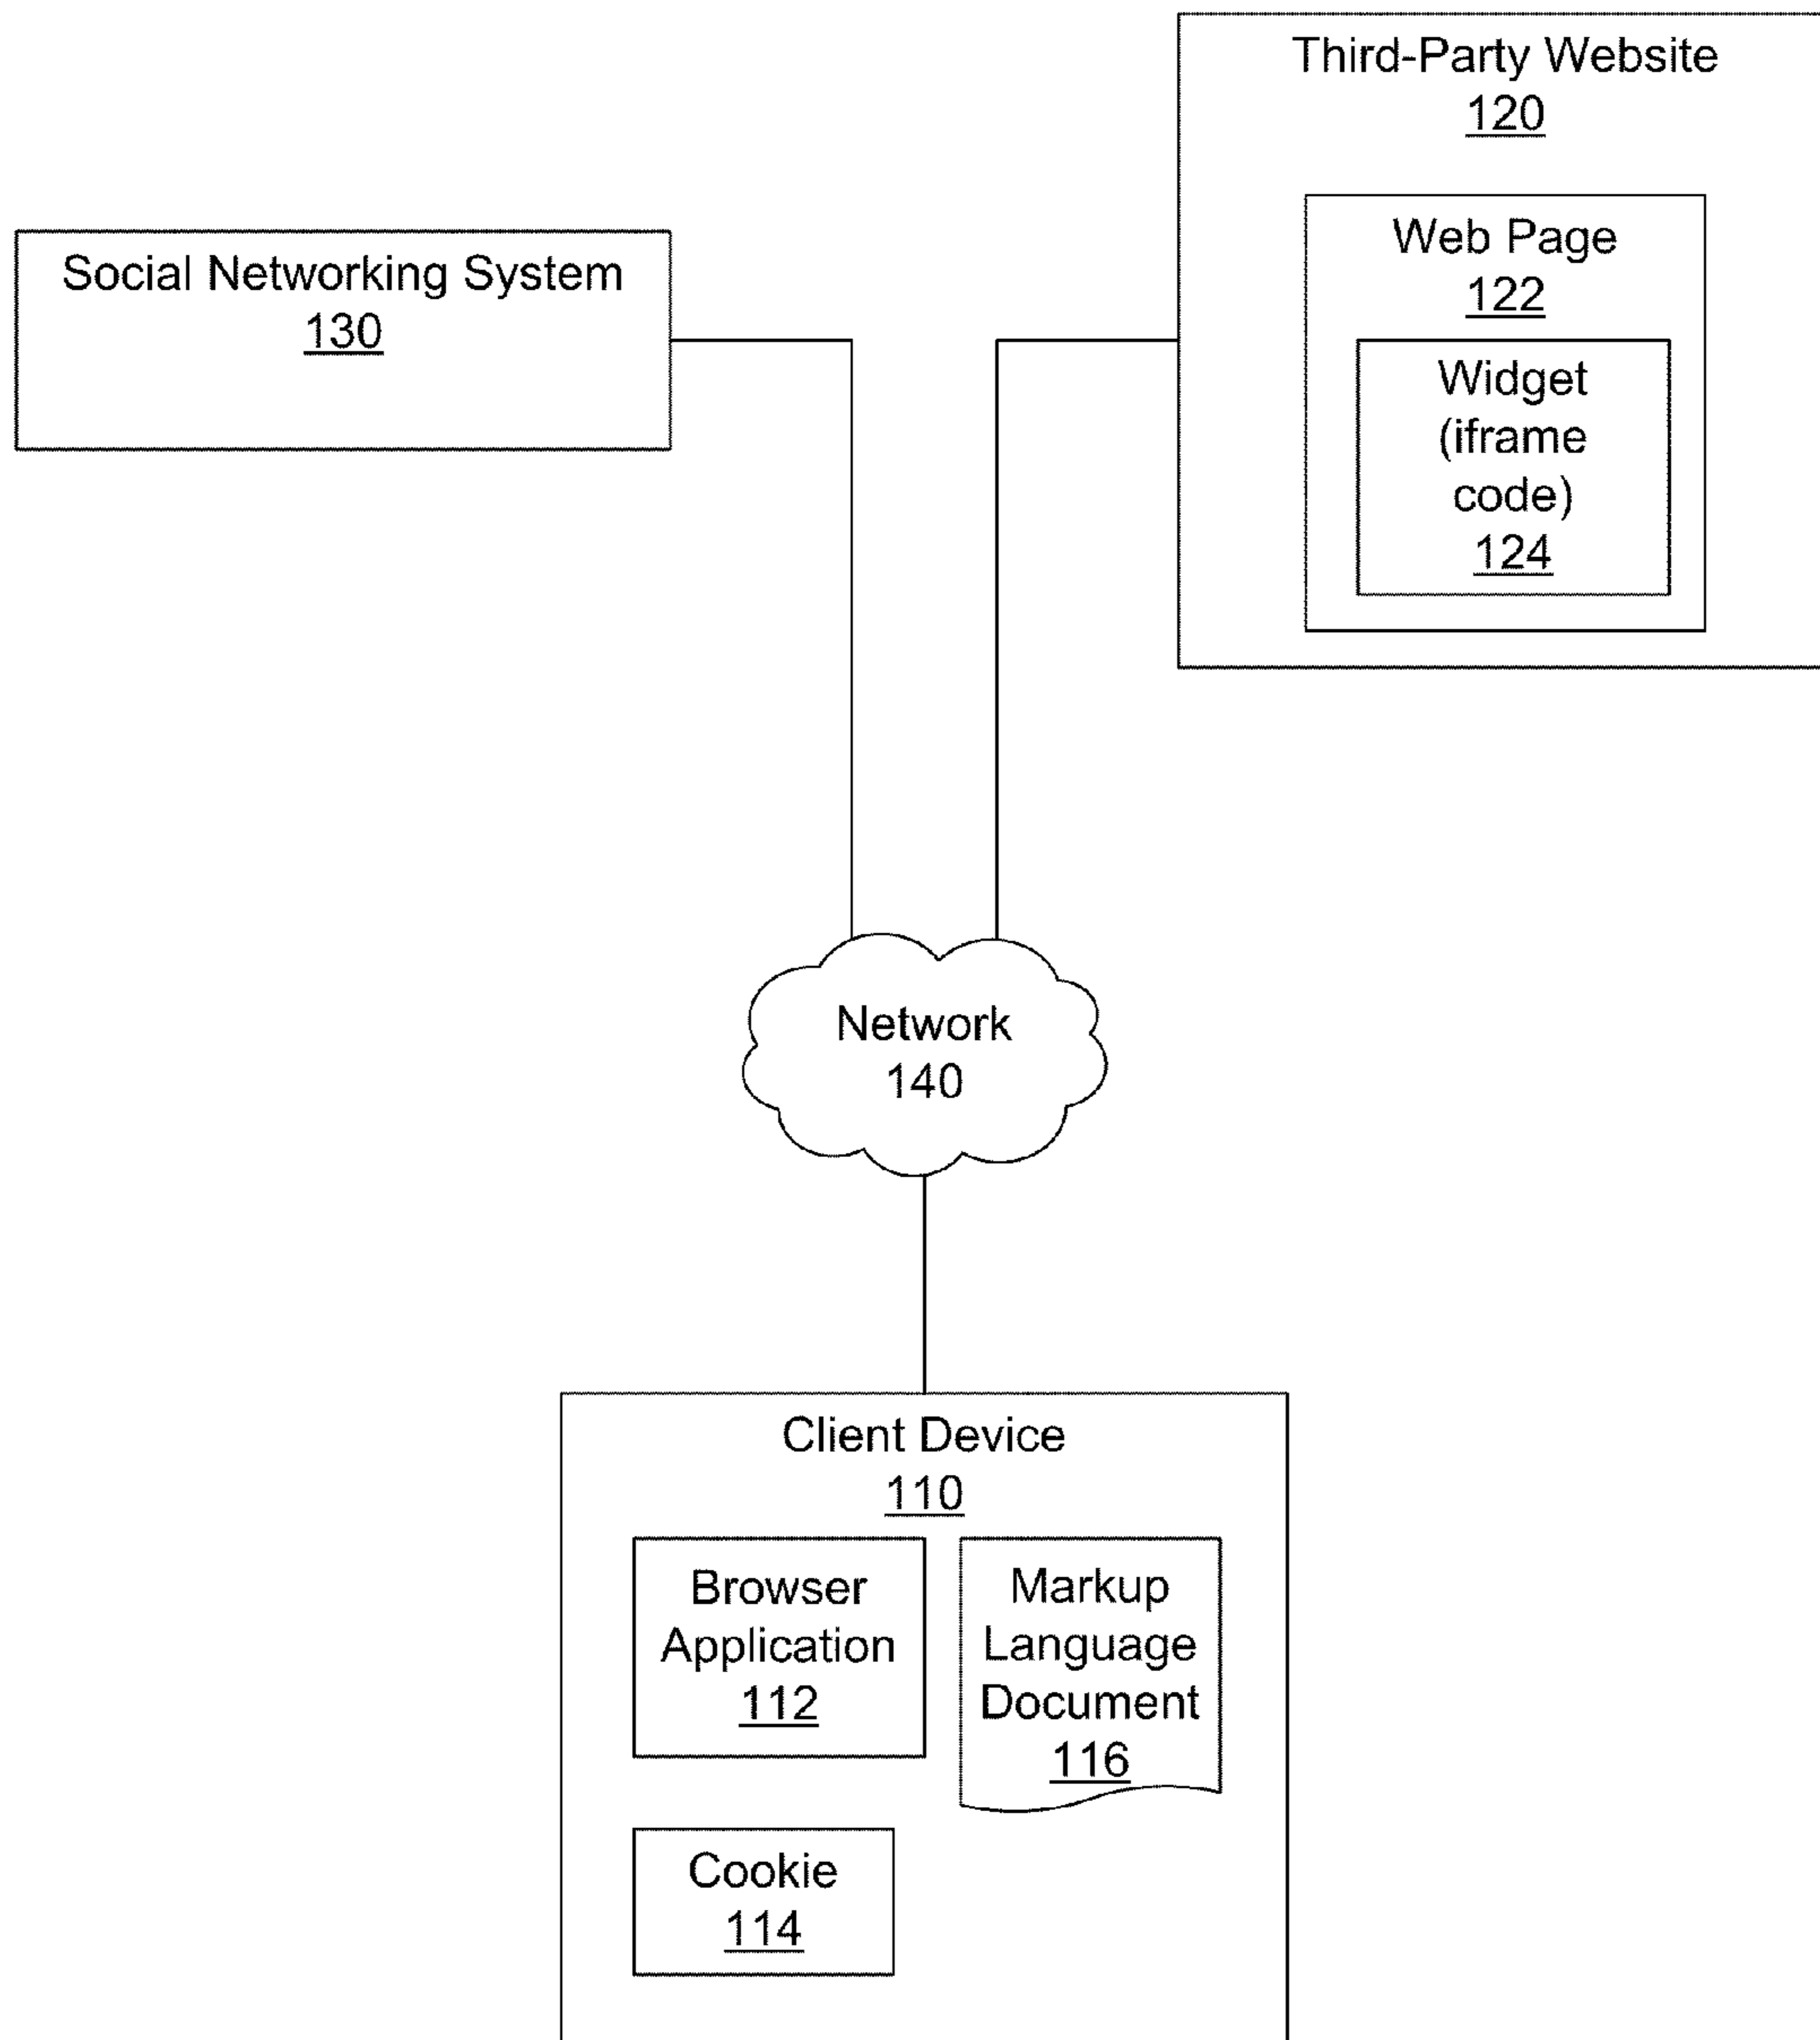 Third-Party Website
120
Web Page
122
Widget
(iframe
code)
124
Social Networking System
130
Network
140
Client Device
110
Browser
Application
112
Markup
Language
Document
116
Cookie
114